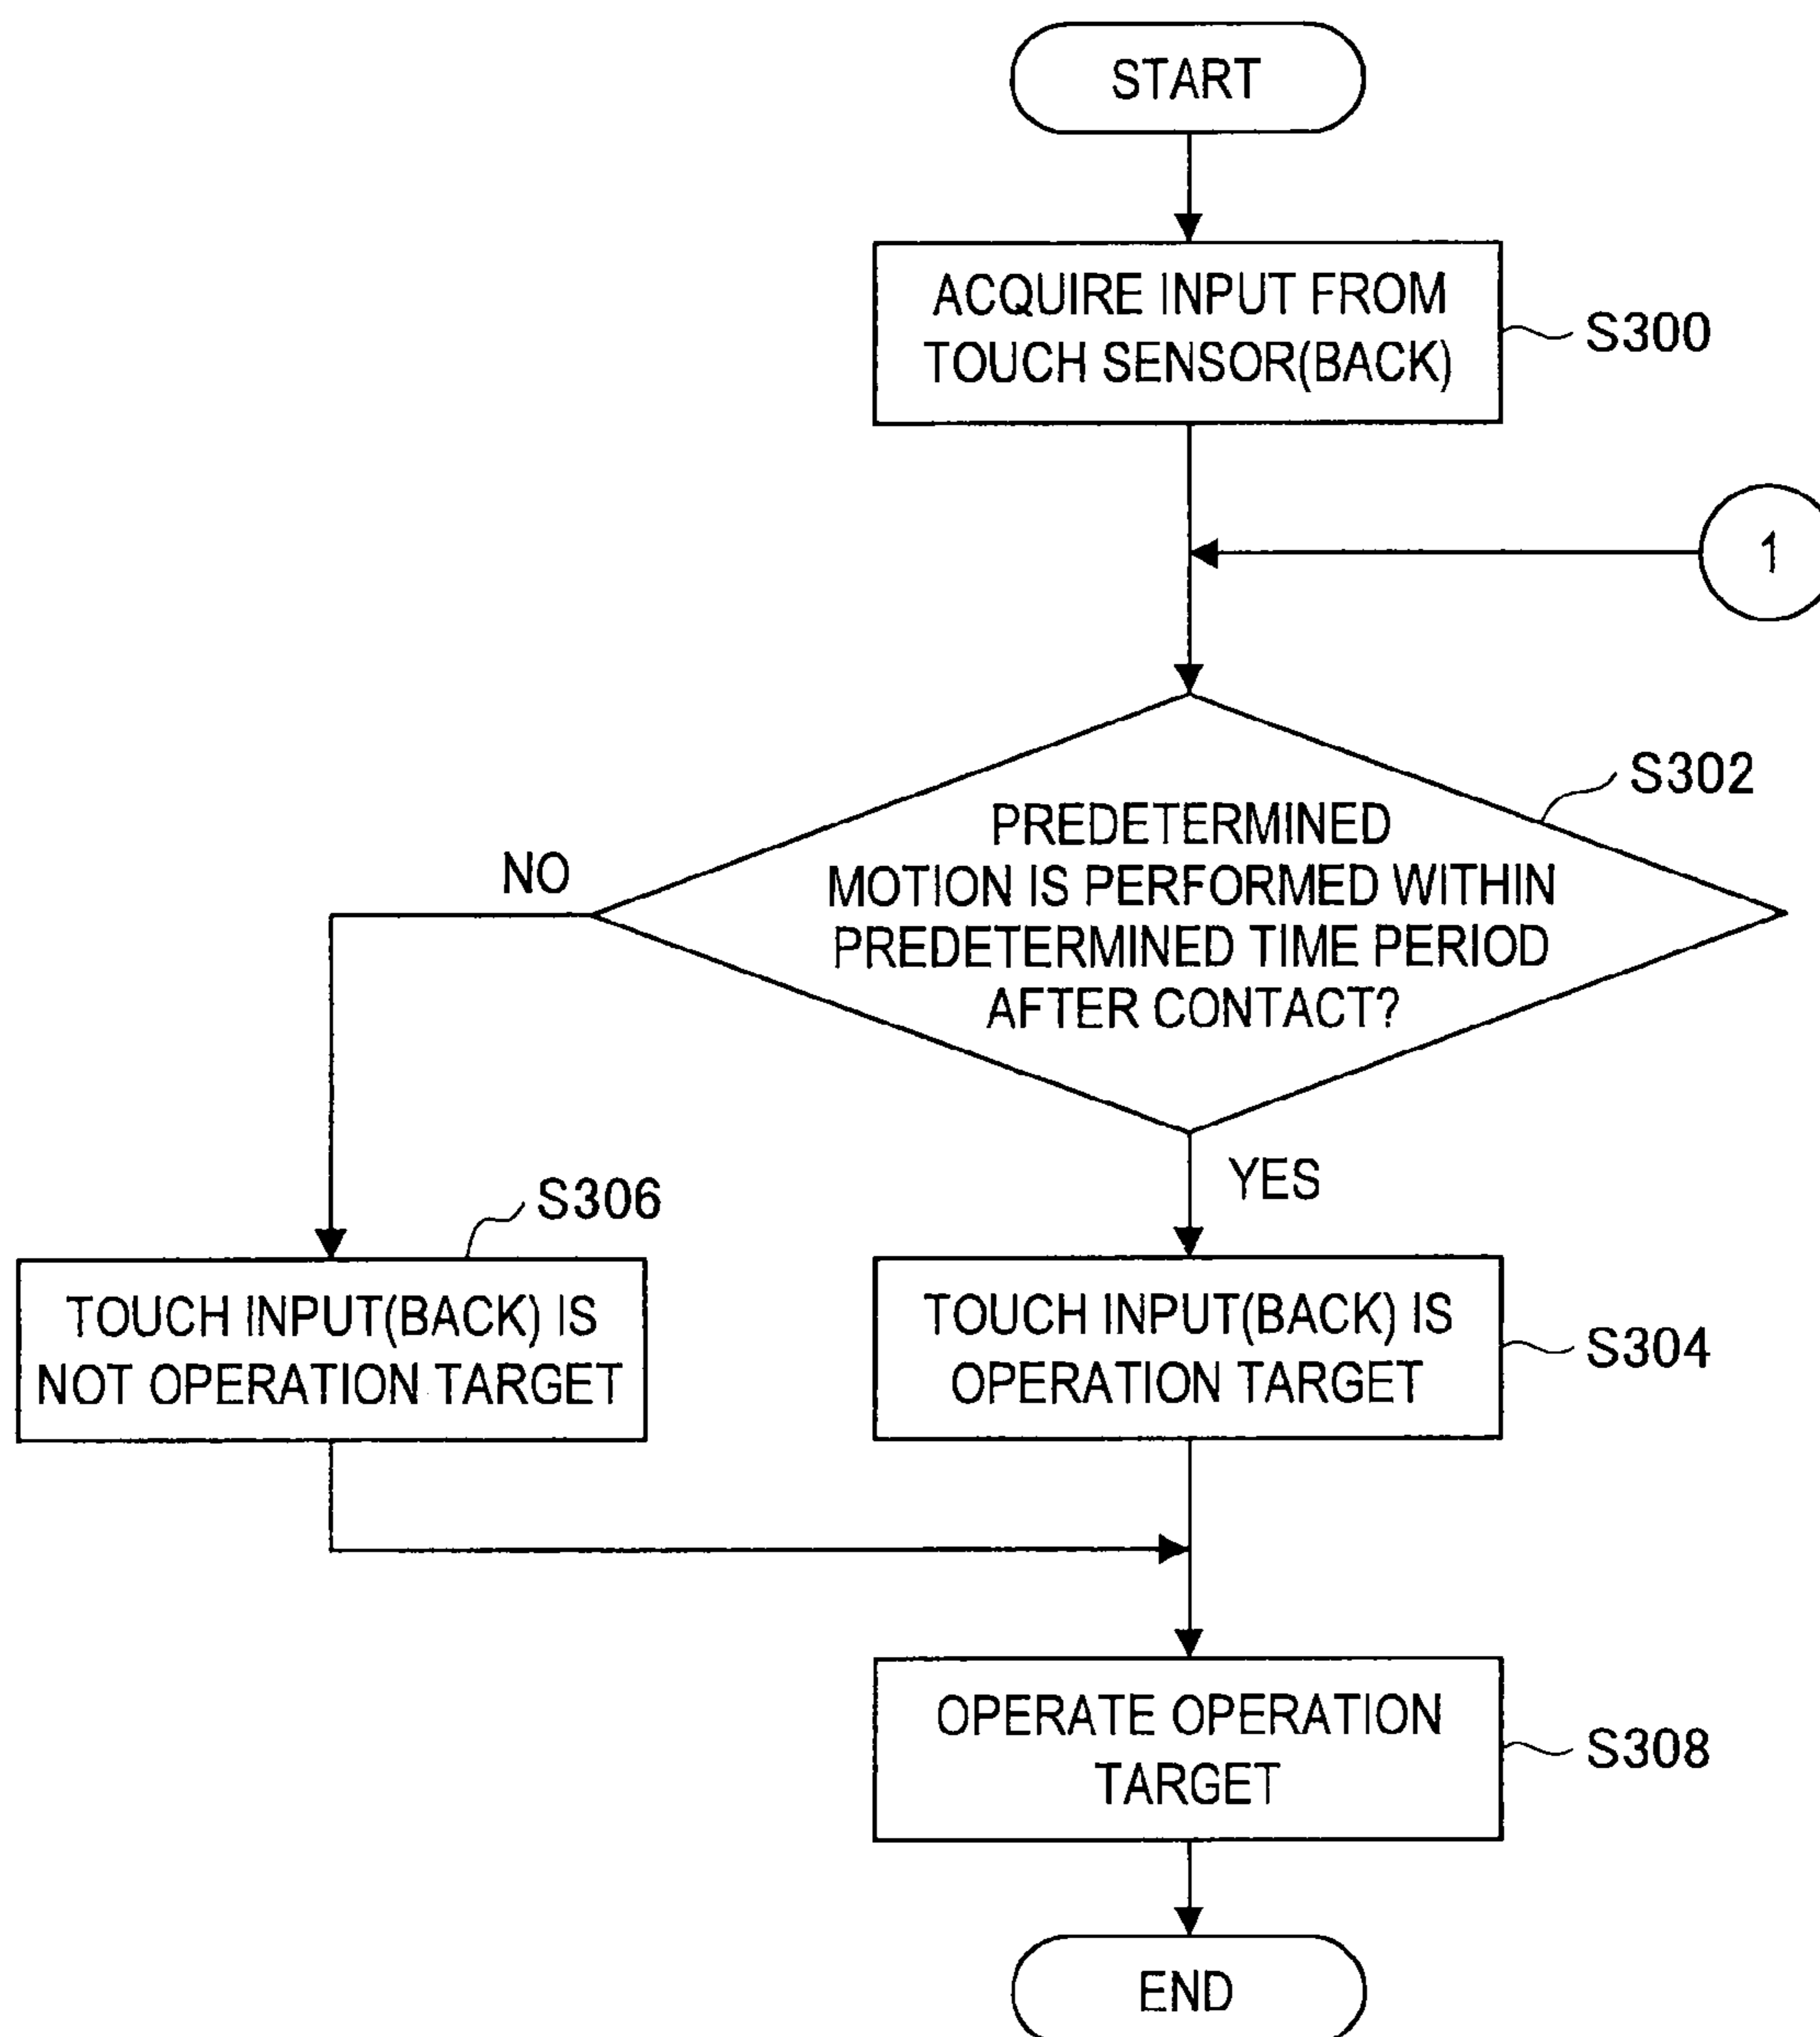 START
ACQUIRE INPUT FROM
TOUCH SENSOR(BACK)
S300
1
S302
PREDETERMINED
MOTION IS PERFORMED WITHIN
PREDETERMINED TIME PERIOD
AFTER CONTACT?
NO
YES
S306
TOUCH INPUT(BACK) IS
NOT OPERATION TARGET
TOUCH INPUT(BACK) IS
OPERATION TARGET
S304
OPERATE OPERATION
TARGET
S308
END